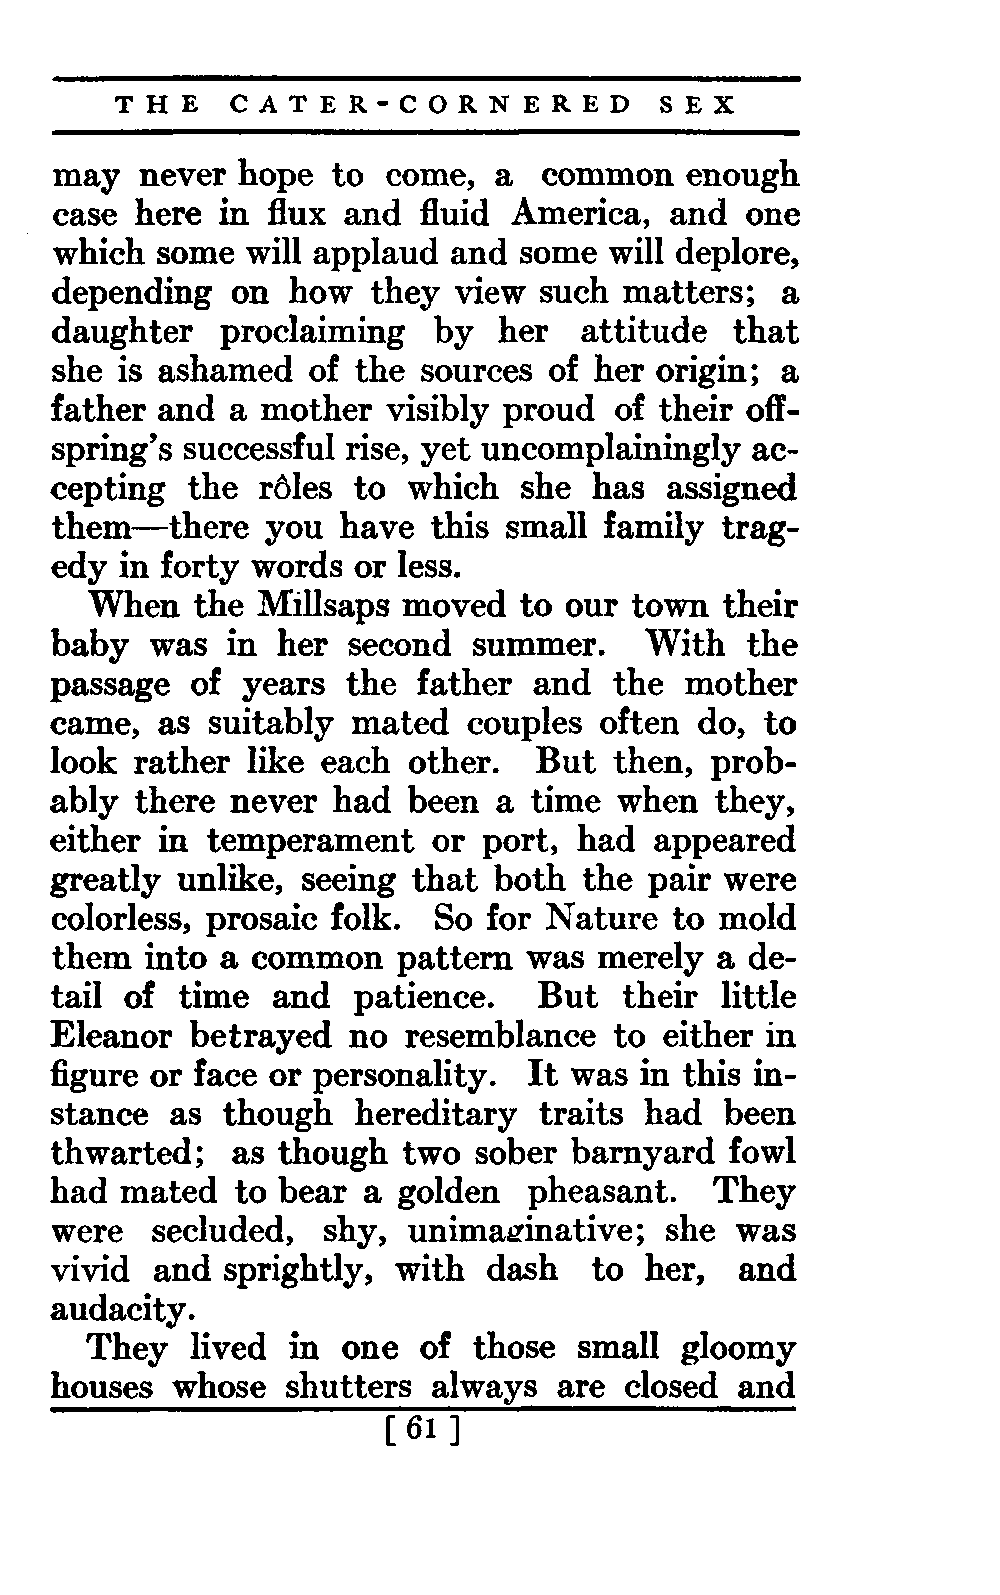 THE CATER-CORNERED SEX
may never hope to come, a common enough
case here in flux and fluid America, and one
which some will applaud and some will deplore,
depending on how they view such matters; a
daughter proclaiming by her attitude that
she is ashamed of the sources of her origin; a
father and a mother visibly proud of their off-
spring's successful rise, yet uncomplainingly ac-
cepting the rôles to which she has assigned
them—there you have this small family trag-
edy in forty words or less.
When the Millsaps moved to our town their
baby was in her second summer. With the
passage of years the father and the mother
came, as suitably mated couples often do, to
look rather like each other. But then, prob-
ably there never had been a time when they,
either in temperament or port, had appeared
greatly unlike, seeing that both the pair were
colorless, prosaic folk. So for Nature to mold
them into a common pattern was merely a de-
tail of time and patience. But their little
Eleanor betrayed no resemblance to either in
figure or face or personality. It was in this in-
stance as though hereditary traits had been
thwarted; as though two sober barnyard fowl
had mated to bear a golden pheasant. They
were secluded, shy, unimaginative; she was
vivid and sprightly, with dash to her, and
audacity.
They lived in one of those small gloomy
houses whose shutters always are closed and
[ 61 ]